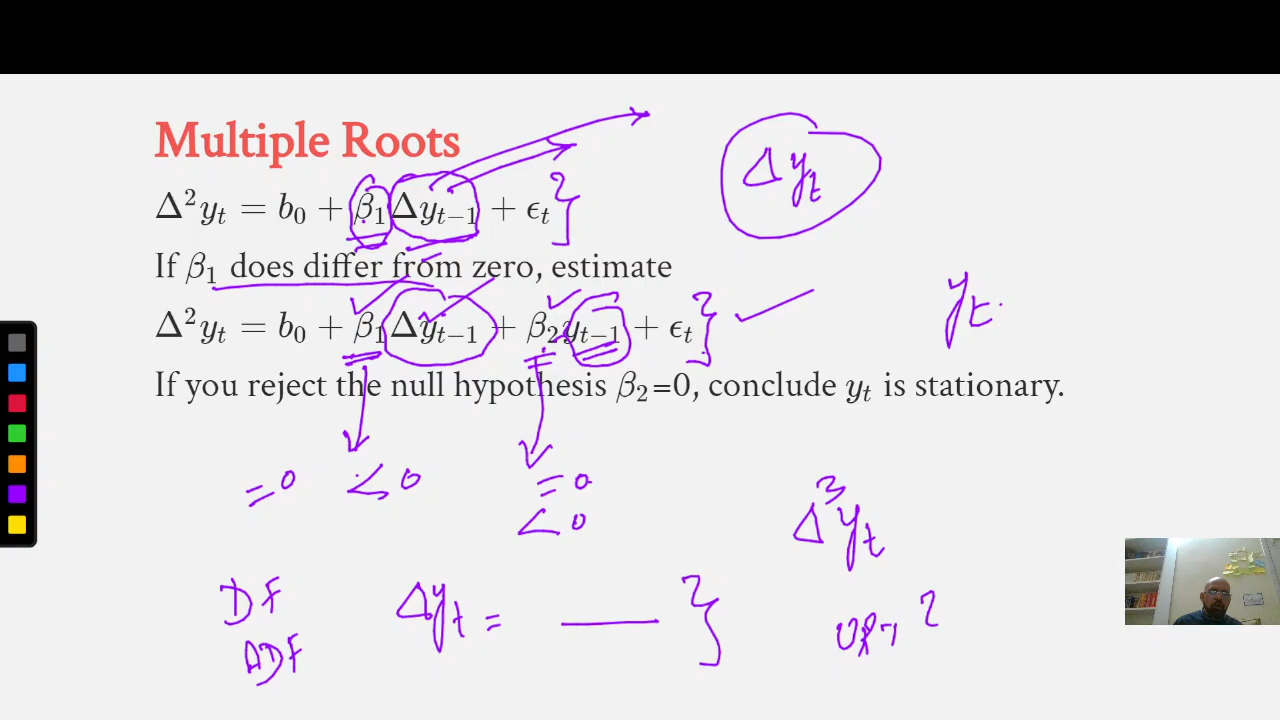 Multiple Roots
Δ²yₜ = b₀ + β₁Δyₜ₋₁ + ϵₜ
Δyₜ
If β₁ does differ from zero, estimate
Δ²yₜ = b₀ + β₁Δyₜ₋₁ + β₂yₜ₋₁ + ϵₜ
yₜ
If you reject the null hypothesis β₂=0, conclude yₜ is stationary.
=0 <0 =0
<0
Δ³yₜ
DF Δyₜ =
ADF